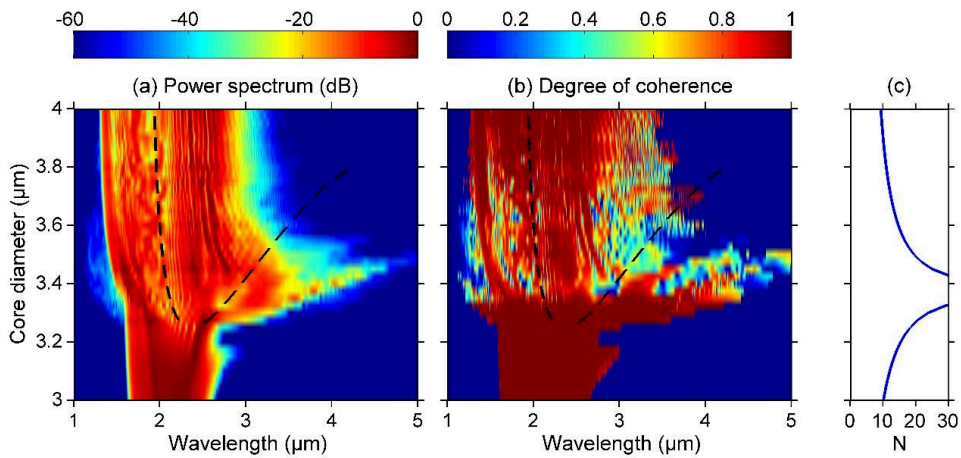 -60 -40 -20 0
0 0.2 0.4 0.6 0.8 1
(a) Power spectrum (dB)
(b) Degree of coherence
(c)
Core diameter (μm)
4
3.8
3.6
3.4
3.2
3
1 2 3 4 5
1 2 3 4 5
0 10 20 30
Wavelength (μm)
Wavelength (μm)
N